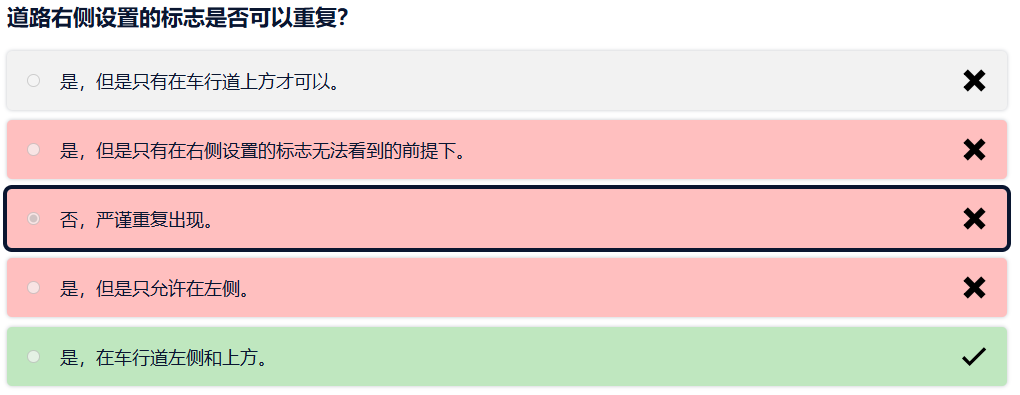 道路右侧设置的标志是否可以重复？
是，但是只有在车行道上方才可以。
是，但是只有在右侧设置的标志无法看到的前提下。
否，严谨重复出现。
是，但是只允许在左侧。
是，在车行道左侧和上方。